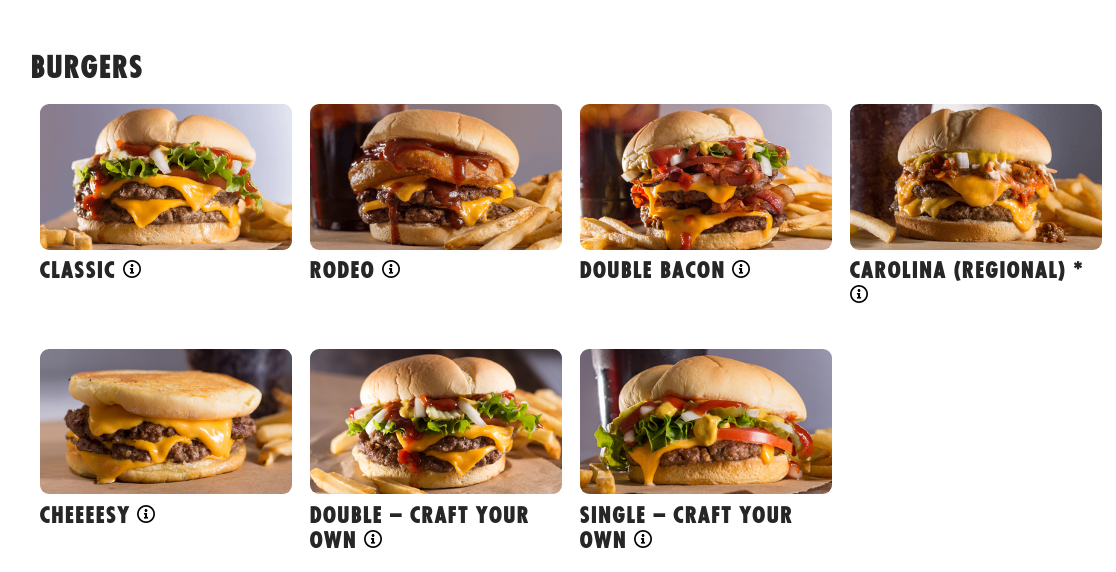 BURGERS
CLASSIC
RODEO
DOUBLE BACON
CAROLINA (REGIONAL) *
CHEEEESY
DOUBLE – CRAFT YOUR
OWN
SINGLE – CRAFT YOUR
OWN